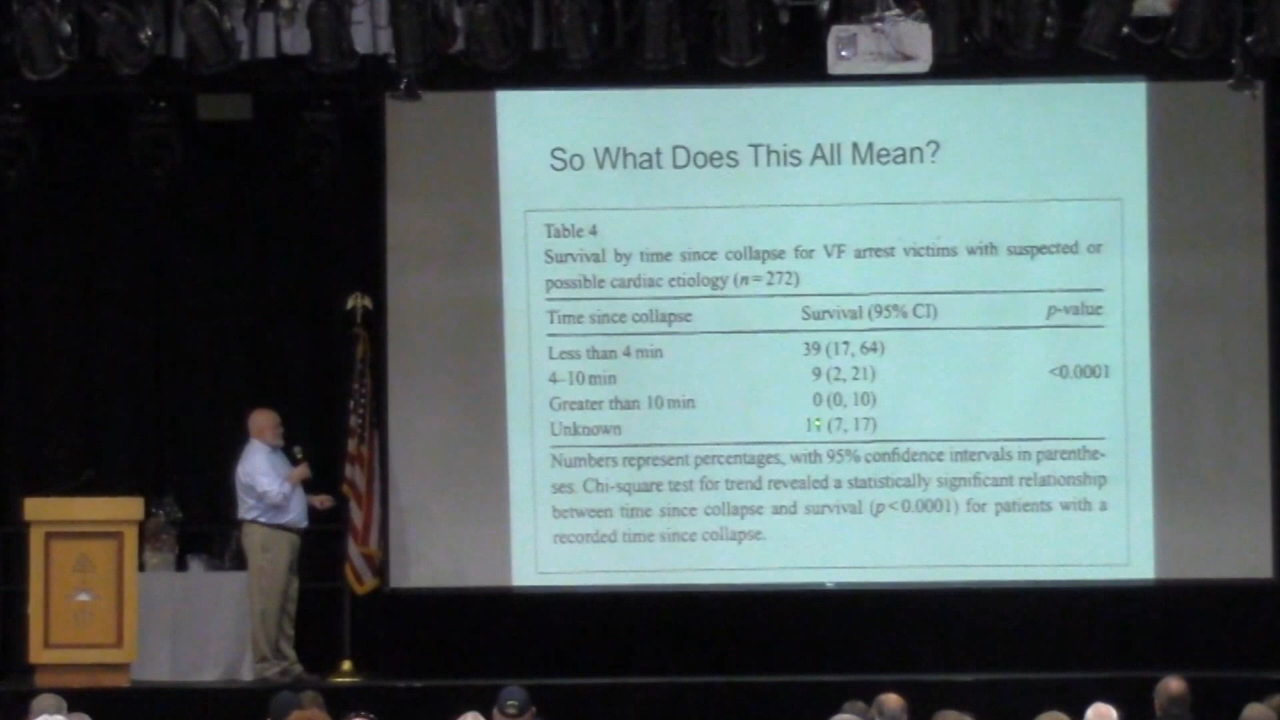 So What Does This All Mean?
Table 4
Survival by time since collapse for VF arrest victims with suspected or
possible cardiac etiology (n=272)
Time since collapse Survival (95% CI) p-value
Less than 4 min 39 (17, 64)
4–10 min 9 (2, 21) <0.0001
Greater than 10 min 0 (0, 10)
Unknown (7, 17)
Numbers represent percentages, with 95% confidence intervals in parenthe-
ses. Chi-square test for trend revealed a statistically significant relationship
between time since collapse and survival (p<0.0001) for patients with a
recorded time since collapse.